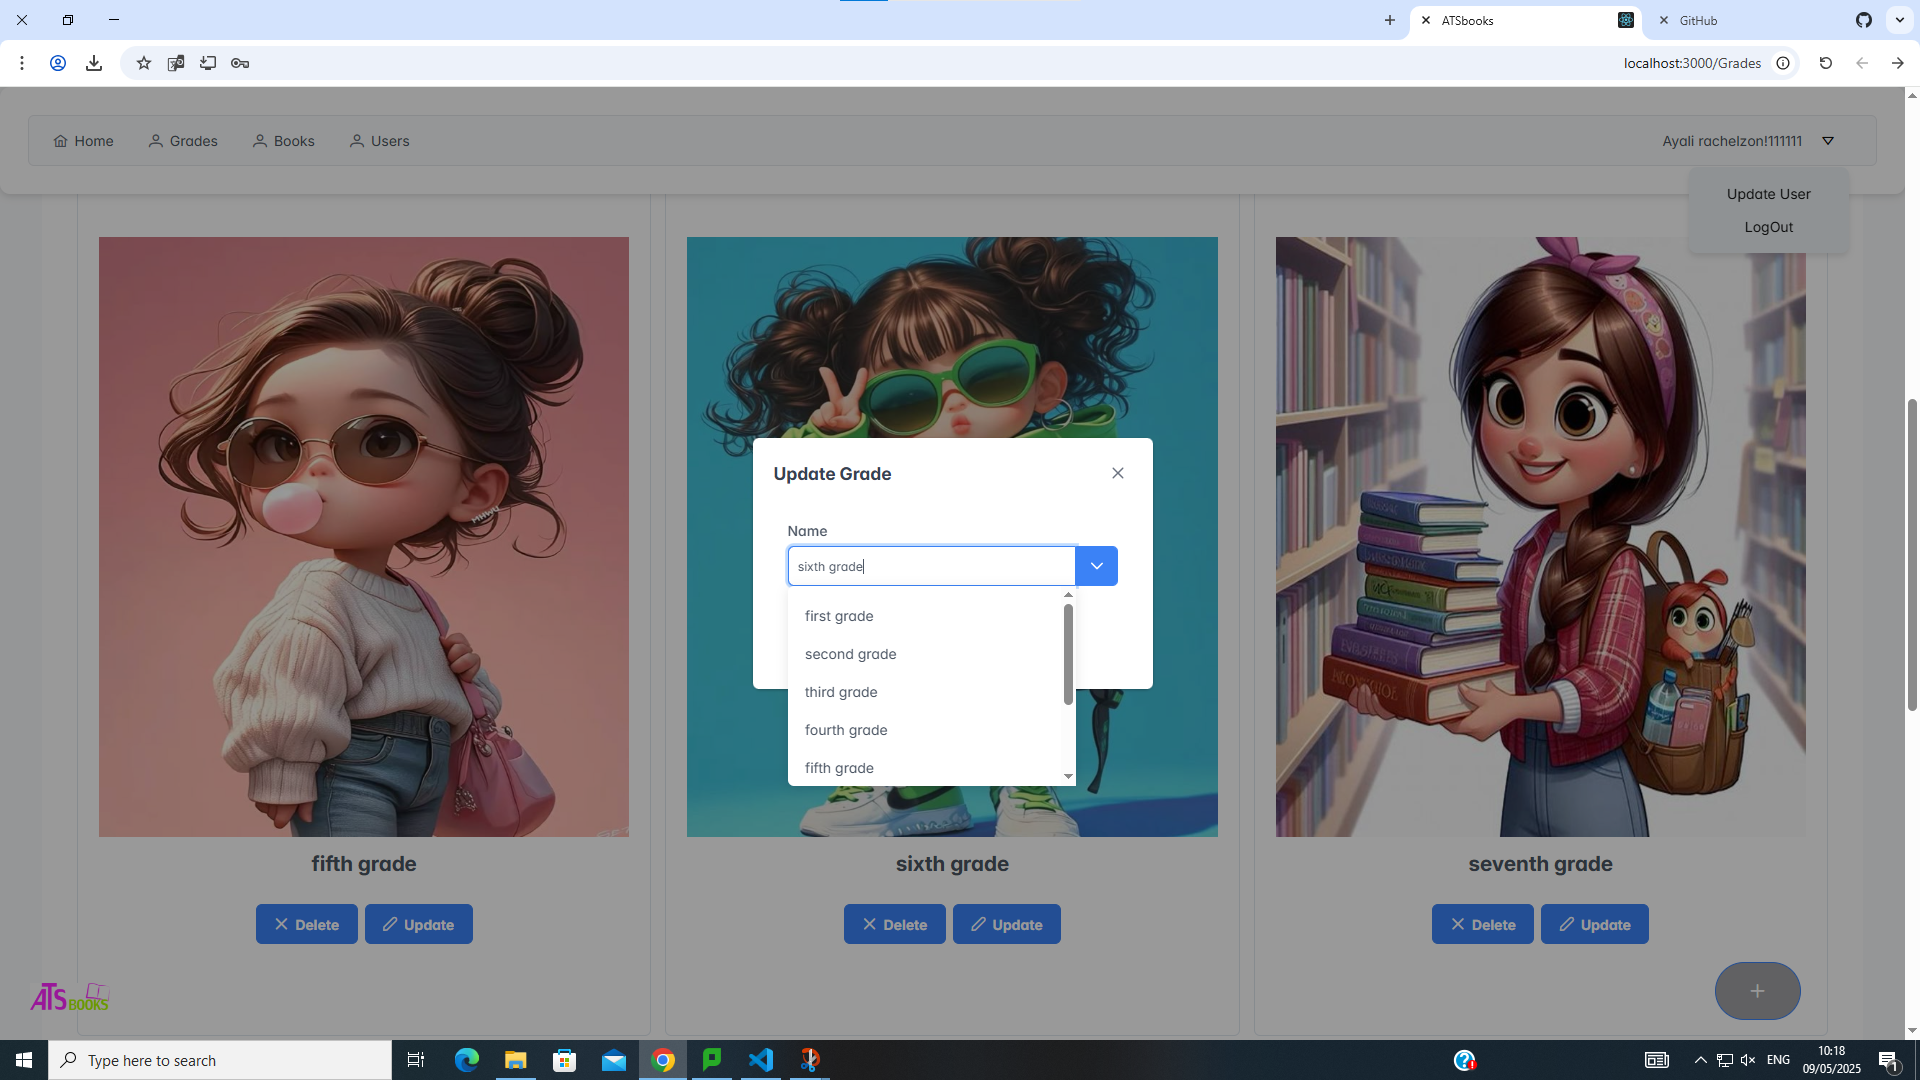 ATSbooks
GitHub
localhost:3000/Grades
Home
Grades
Books
Users
Ayali rachelzon!111111
Update User
LogOut
Update Grade
Name
sixth grade
first grade
second grade
third grade
fourth grade
fifth grade
fifth grade
sixth grade
seventh grade
Delete
Update
Delete
Update
Delete
Update
ATS BOOKS
Type here to search
ENG
10:18
09/05/2025
1